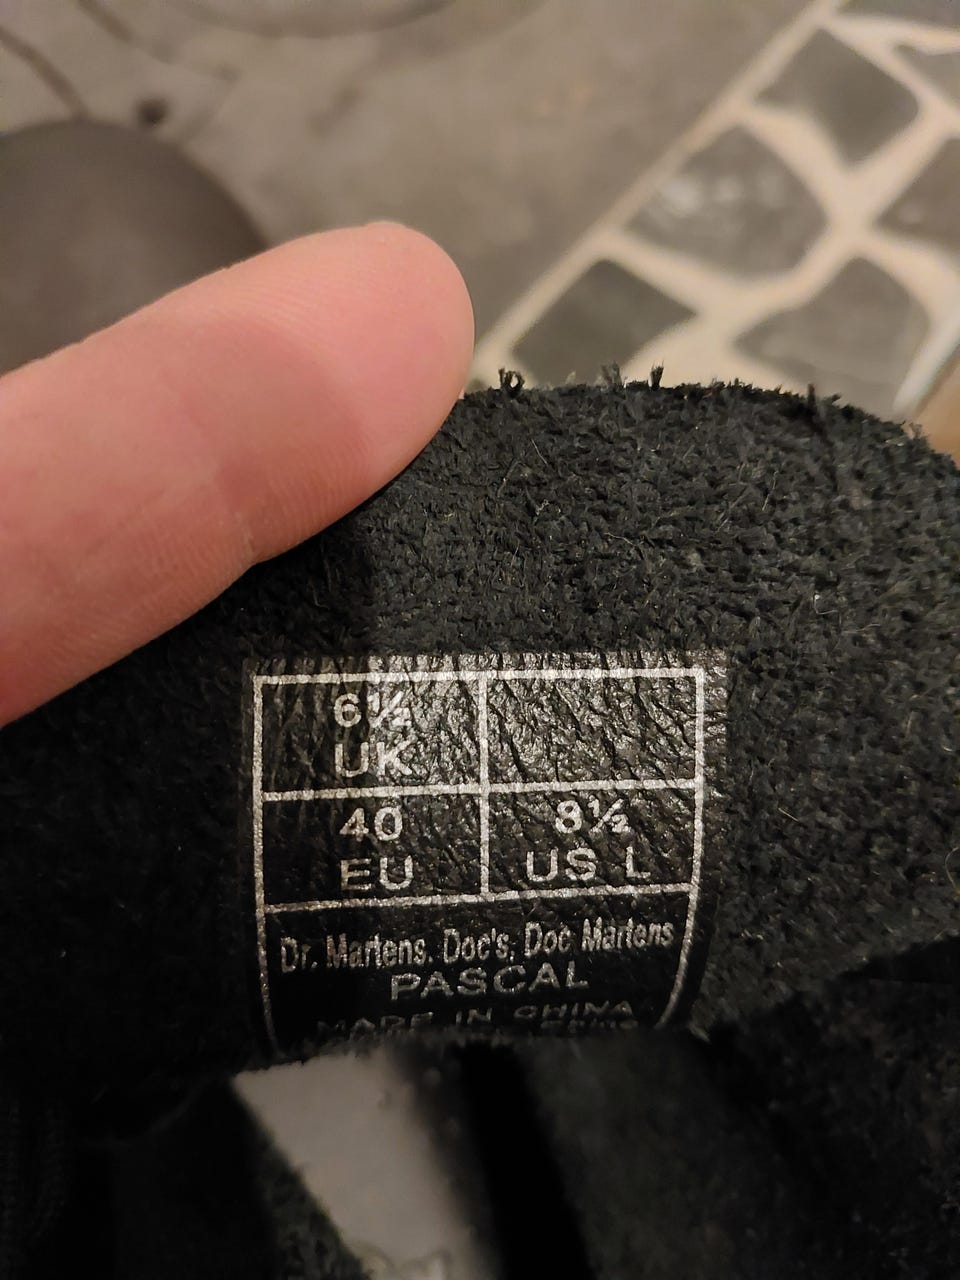 6½
UK
40
EU
8½
US L
Dr. Martens. Doc's. Doc Martens
PASCAL
MADE IN CHINA